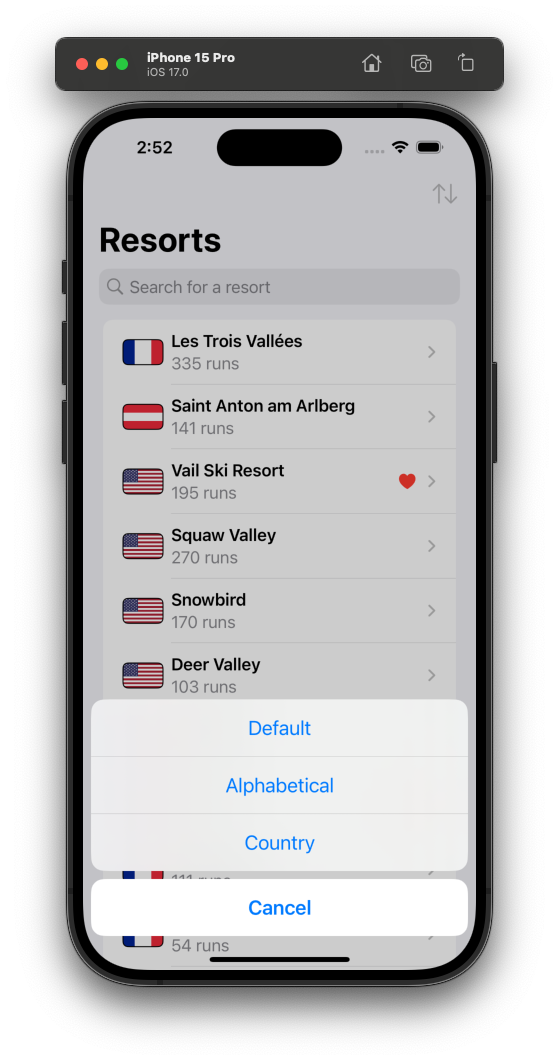 iPhone 15 Pro
iOS 17.0
2:52
Resorts
Search for a resort
Les Trois Vallées
335 runs
Saint Anton am Arlberg
141 runs
Vail Ski Resort
195 runs
Squaw Valley
270 runs
Snowbird
170 runs
Deer Valley
103 runs
Default
Alphabetical
Country
111 runs
Cancel
54 runs